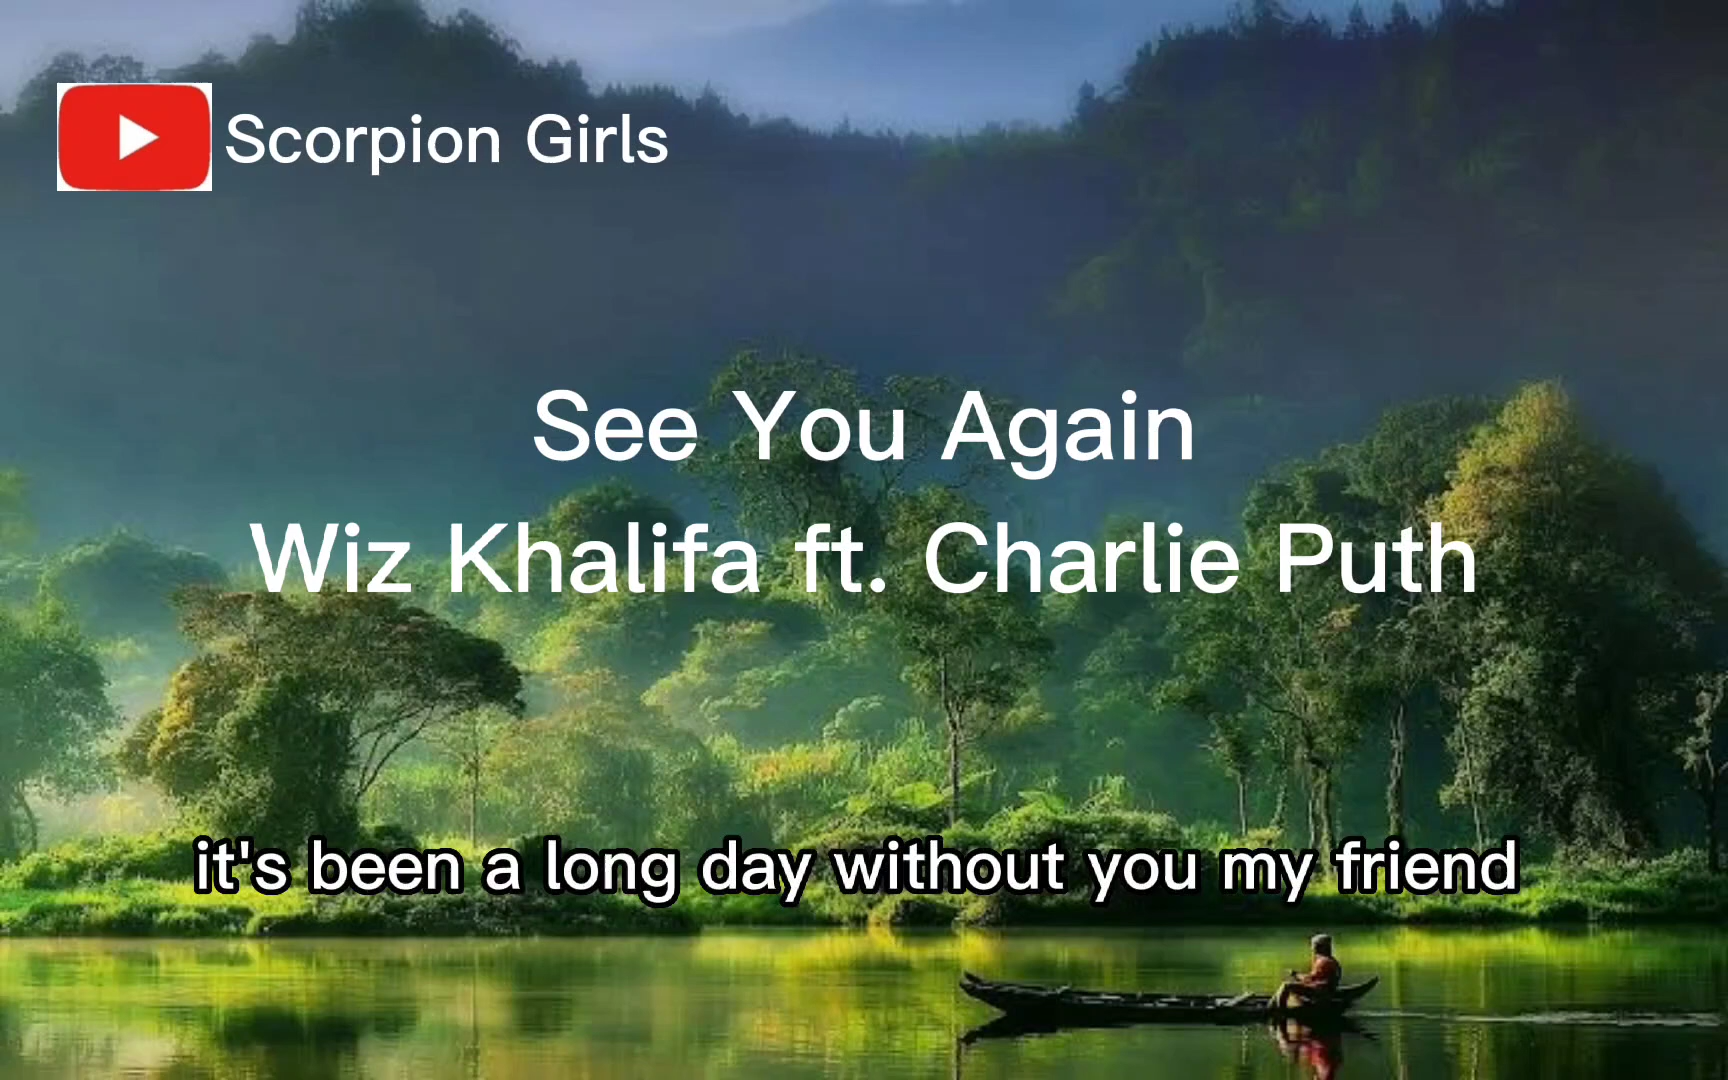 Scorpion Girls
See You Again
Wiz Khalifa ft. Charlie Puth
it's been a long day without you my friend